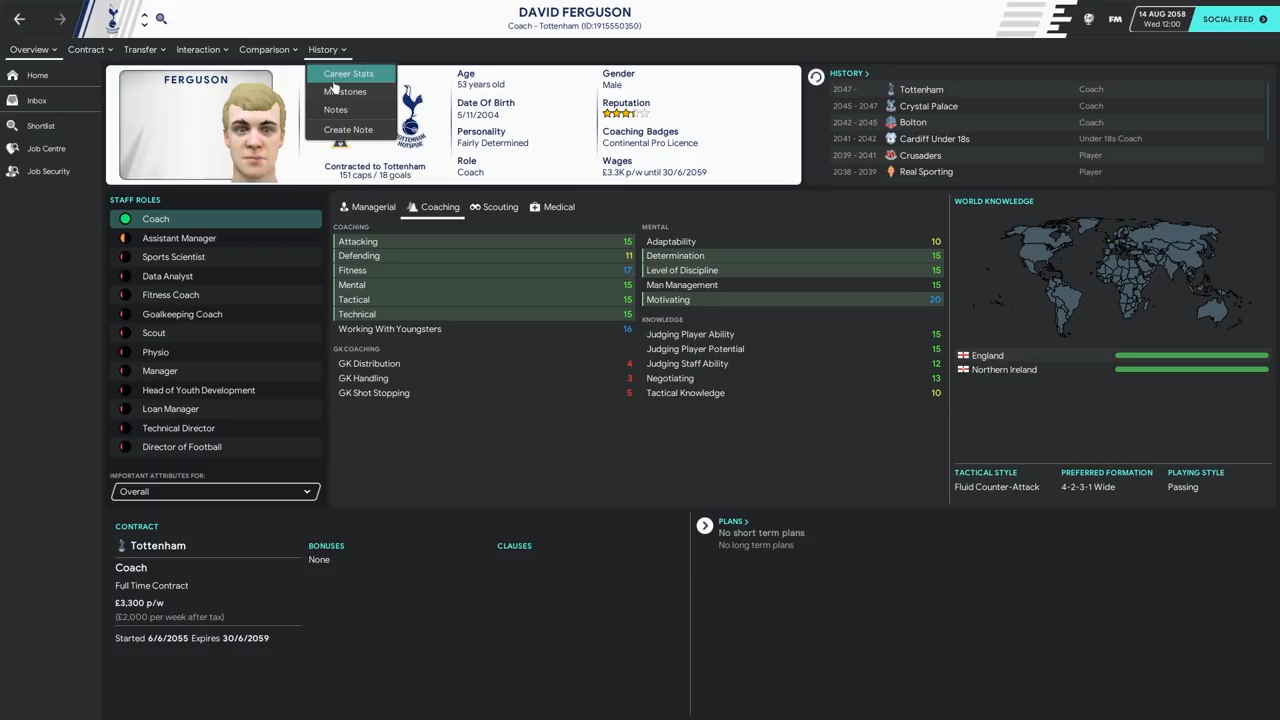 DAVID FERGUSON
Coach - Tottenham (ID:1915550350)
FM
14 AUG 2058
Wed 12:00
SOCIAL FEED
Overview
Contract
Transfer
Interaction
Comparison
History
Home
Inbox
Shortlist
Job Centre
Job Security
FERGUSON
Career Stats
Notes
Create Note
TOTTENHAM
HOTSPUR
Contracted to Tottenham
151 caps / 18 goals
Age
53 years old
Date Of Birth
5/11/2004
Personality
Fairly Determined
Role
Coach
Gender
Male
Reputation
Coaching Badges
Continental Pro Licence
Wages
£3.3K p/w until 30/6/2059
HISTORY >
2047 - Tottenham Coach
2045 - 2047 Crystal Palace Coach
2042 - 2045 Bolton Coach
2041 - 2042 Cardiff Under 18s Under 18s Coach
2039 - 2041 Crusaders Player
2038 - 2039 Real Sporting Player
STAFF ROLES
Coach
Assistant Manager
Sports Scientist
Data Analyst
Fitness Coach
Goalkeeping Coach
Scout
Physio
Manager
Head of Youth Development
Loan Manager
Technical Director
Director of Football
IMPORTANT ATTRIBUTES FOR:
Overall
Managerial
Coaching
Scouting
Medical
COACHING
Attacking 15
Defending 11
Fitness 17
Mental 15
Tactical 15
Technical 15
Working With Youngsters 16
GK COACHING
GK Distribution 4
GK Handling 3
GK Shot Stopping 5
MENTAL
Adaptability 10
Determination 15
Level of Discipline 15
Man Management 15
Motivating 20
KNOWLEDGE
Judging Player Ability 15
Judging Player Potential 15
Judging Staff Ability 12
Negotiating 13
Tactical Knowledge 10
WORLD KNOWLEDGE
England
Northern Ireland
TACTICAL STYLE
Fluid Counter-Attack
PREFERRED FORMATION
4-2-3-1 Wide
PLAYING STYLE
Passing
CONTRACT
Tottenham
Coach
Full Time Contract
£3,300 p/w
(£2,000 per week after tax)
Started 6/6/2055 Expires 30/6/2059
BONUSES
None
CLAUSES
PLANS >
No short term plans
No long term plans